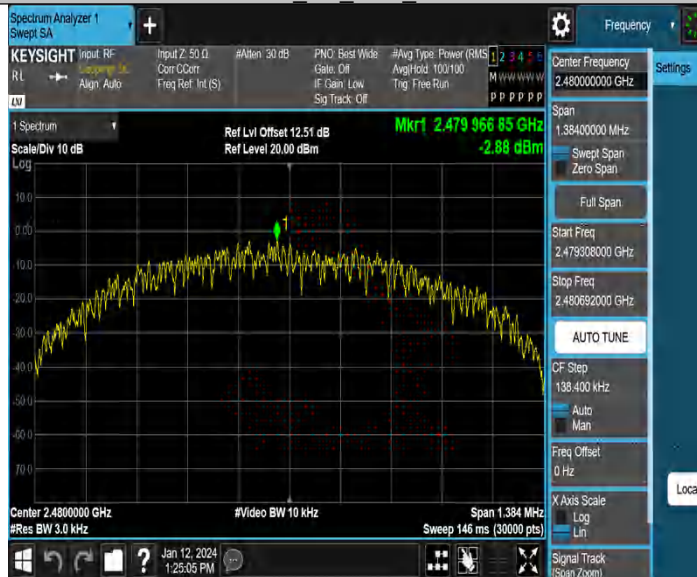 Spectrum Analyzer 1
Swept SA
Frequency
KEYSIGHT
RL
LXI
Input: RF
Coupling: DC
Align: Auto
Input Z: 50 Ω
Corr CCorr
Freq Ref: Int (S)
#Atten: 30 dB
PNO: Best Wide
Gate: Off
IF Gain: Low
Sig Track: Off
#Avg Type: Power (RMS
Avg|Hold: 100/100
Trig: Free Run
1 2 3 4 5 6
M W W W W W
P P P P P P
1 Spectrum
Scale/Div 10 dB
Log
Ref Lvl Offset 12.51 dB
Ref Level 20.00 dBm
Mkr1 2.479 966 85 GHz
-2.88 dBm
10.0
0.00
-10.0
-20.0
-30.0
-40.0
-50.0
-60.0
-70.0
1
Center 2.4800000 GHz
#Res BW 3.0 kHz
#Video BW 10 kHz
Span 1.384 MHz
Sweep 146 ms (30000 pts)
?
Jan 12, 2024
1:25:05 PM
Center Frequency
2.480000000 GHz
Settings
Span
1.38400000 MHz
Swept Span
Zero Span
Full Span
Start Freq
2.479308000 GHz
Stop Freq
2.480692000 GHz
AUTO TUNE
CF Step
138.400 kHz
Auto
Man
Freq Offset
0 Hz
X Axis Scale
Log
Lin
Loca
Signal Track
(Span Zoom)